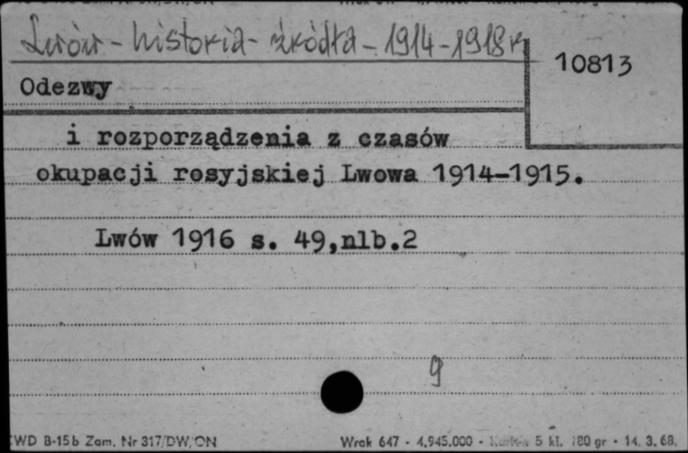 Lwów - historia - źródła - 1914-1918 r.
10813
Odezwy
i rozporządzenia z czasów
okupacji rosyjskiej Lwowa 1914-1915.
Lwów 1916 s. 49,nlb.2
9
WD B-15b Zam. Nr 317/DW/ON
Wrak 647 - 4.945.000 - 5 kl. 180 gr - 14. 3. 68.